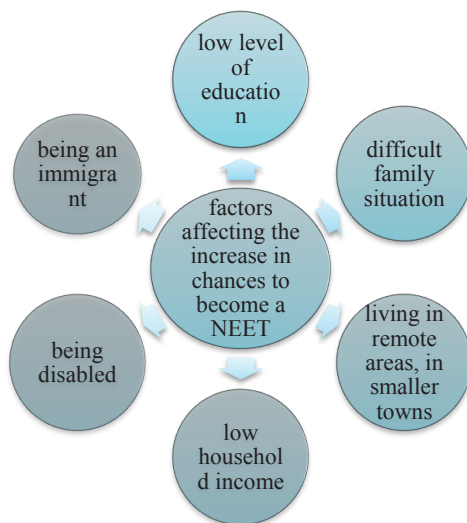 low level
of
educatio
n
difficult
family
situation
living in
remote
areas, in
smaller
towns
low
househol
d income
being
disabled
being an
immigra
nt
factors
affecting the
increase in
chances to
become a
NEET